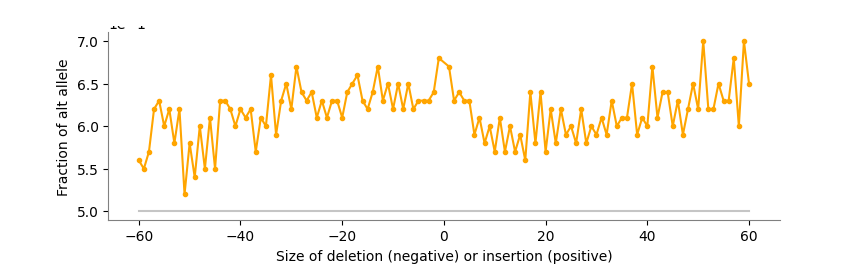 7.0
6.5
6.0
5.5
5.0
Fraction of alt allele
−60 −40 −20 0 20 40 60
Size of deletion (negative) or insertion (positive)